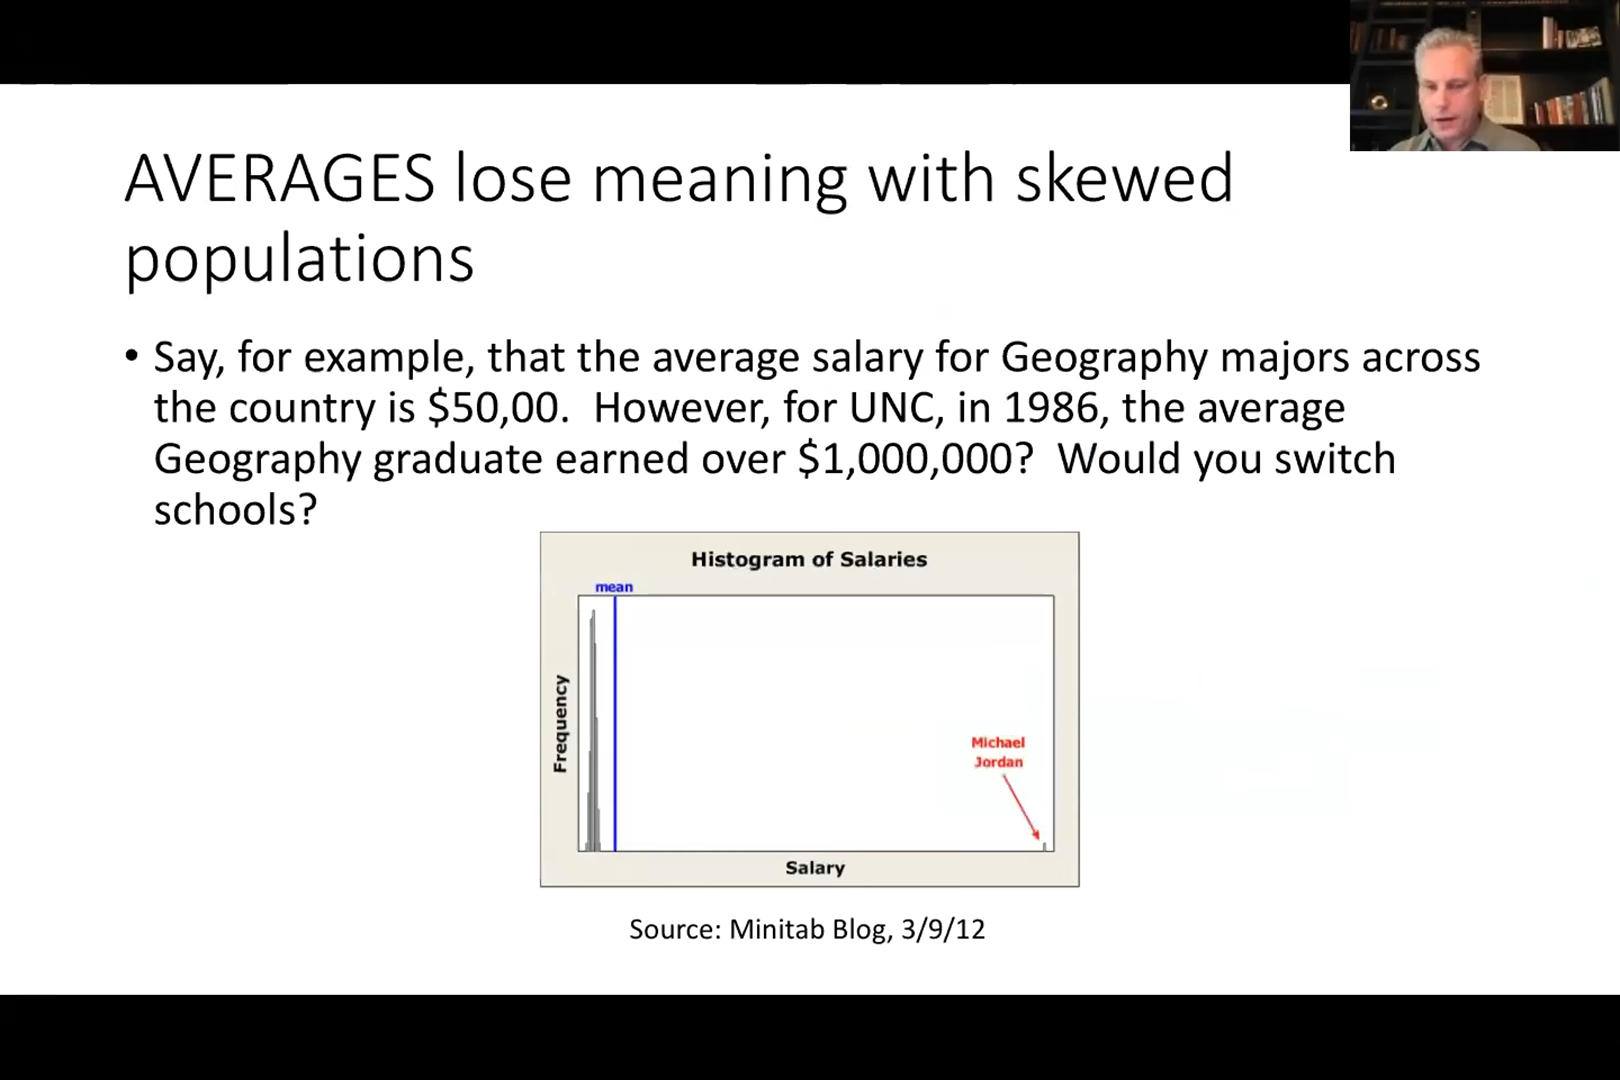 AVERAGES lose meaning with skewed
populations
• Say, for example, that the average salary for Geography majors across
the country is $50,00.  However, for UNC, in 1986, the average
Geography graduate earned over $1,000,000?  Would you switch
schools?
Histogram of Salaries
mean
Frequency
Michael
Jordan
Salary
Source: Minitab Blog, 3/9/12